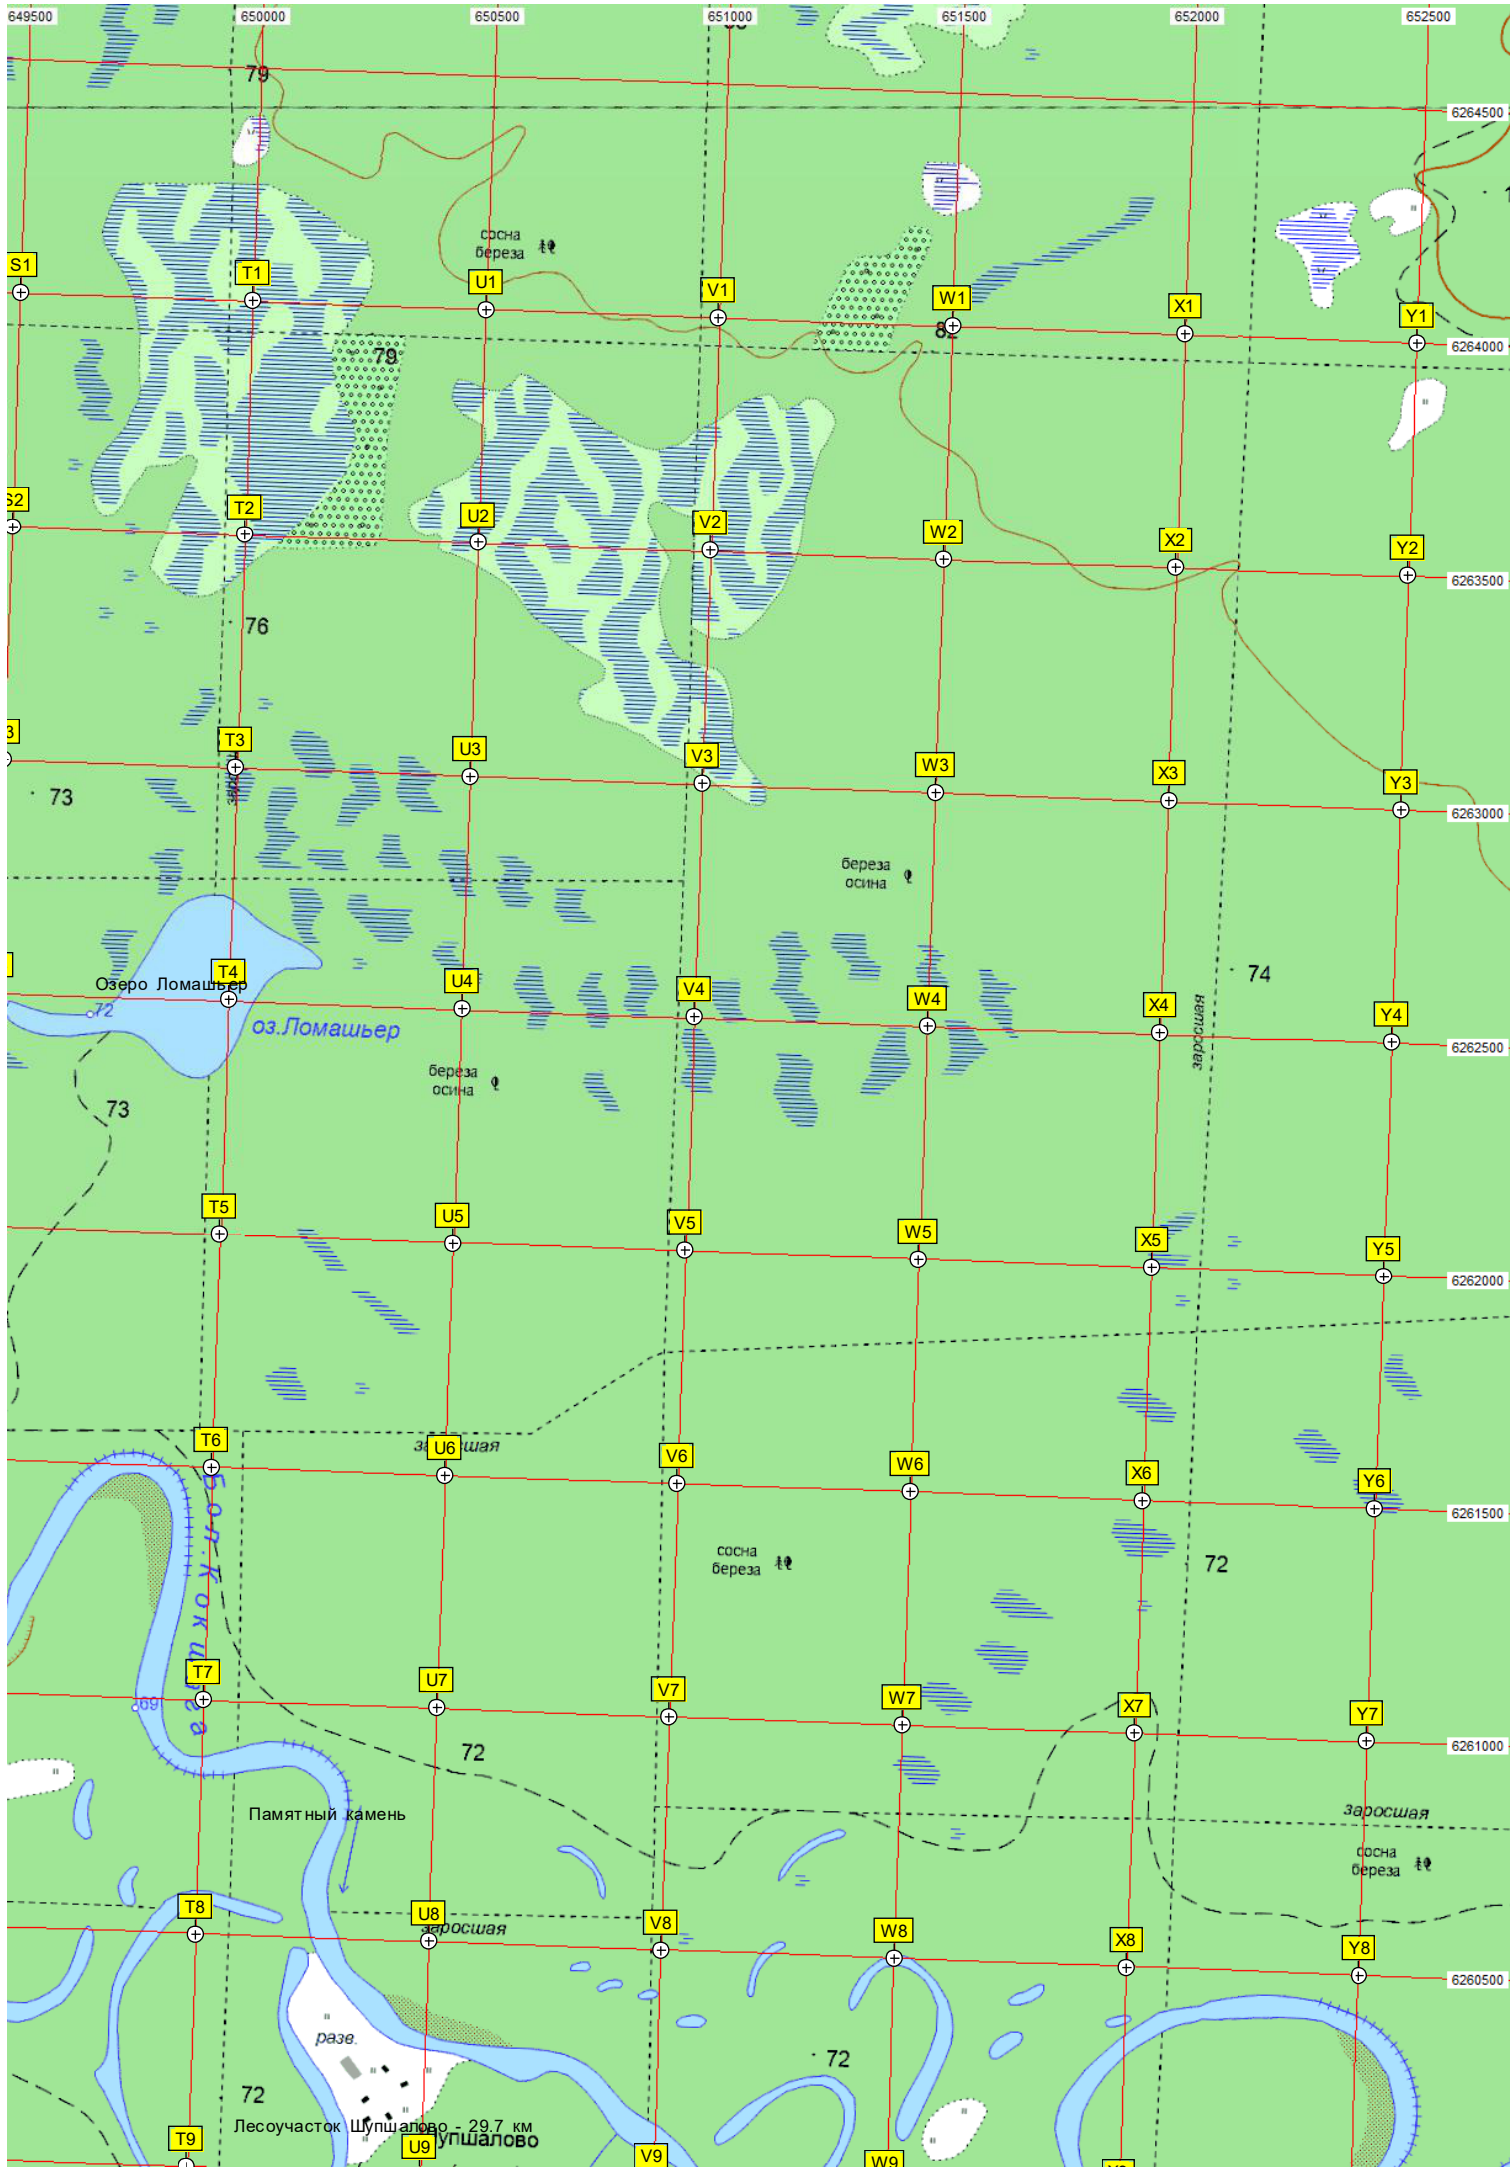 649500 650000 650500 651000 651500 652000 652500
79
6264500
сосна
береза
S1 T1 U1 V1 W1 X1 Y1
82
79
6264000
S2 T2 U2 V2 W2 X2 Y2
6263500
76
T3 U3 V3 W3 X3 Y3
73
6263000
береза
осина
74
T4 U4 V4 W4 X4 Y4
Озеро Ломашьер
72
оз.Ломашьер
заросшая
6262500
береза
осина
73
T5 U5 V5 W5 X5 Y5
6262000
T6 U6 V6 W6 X6 Y6
Бол. Кокшага
6261500
сосна
береза
72
T7 U7 V7 W7 X7 Y7
69
72
6261000
Памятный камень
заросшая
сосна
береза
T8 U8 V8 W8 X8 Y8
заросшая
6260500
разв.
72
72
Лесоучасток Шупшалово - 29.7 км
T9 U9 V9 W9